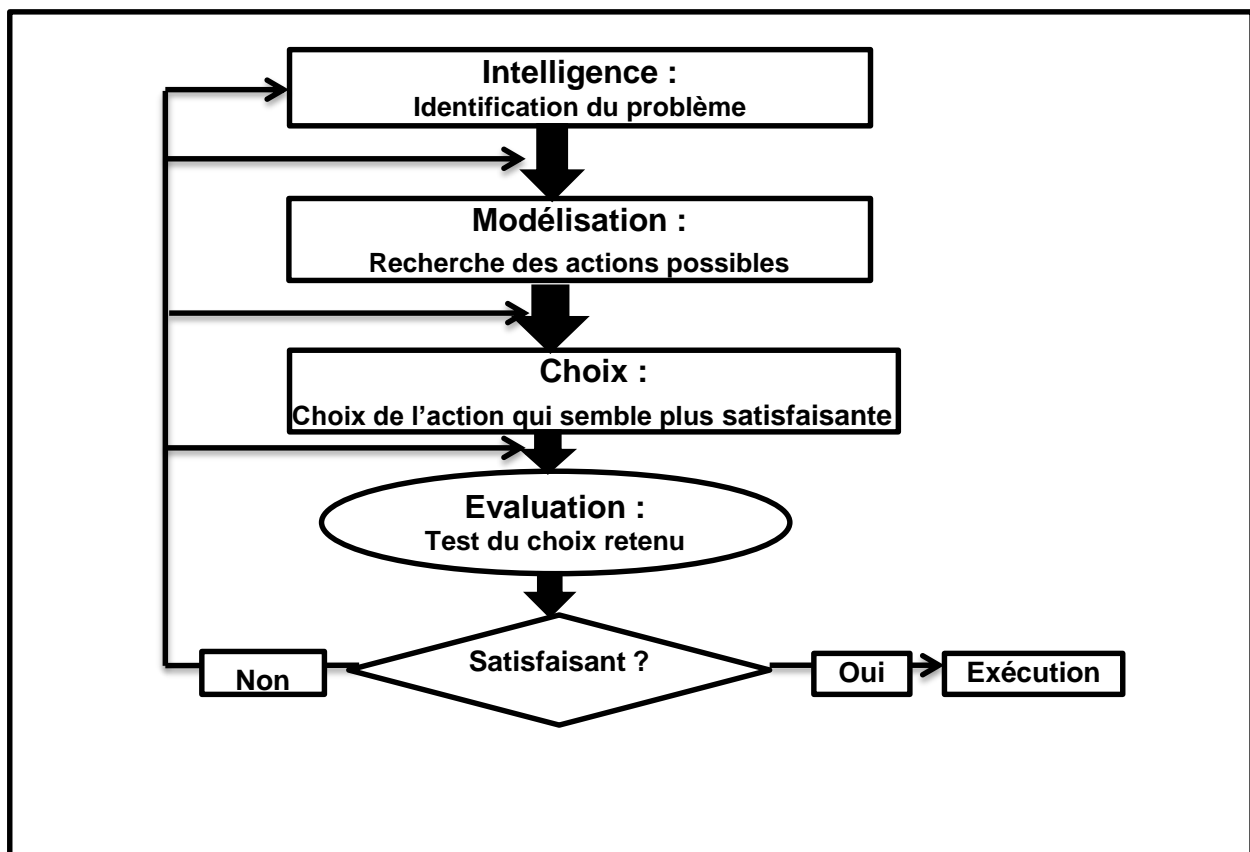 Intelligence :
Identification du problème
Modélisation :
Recherche des actions possibles
Choix :
Choix de l’action qui semble plus satisfaisante
Evaluation :
Test du choix retenu
Satisfaisant ?
Non
Oui
Exécution